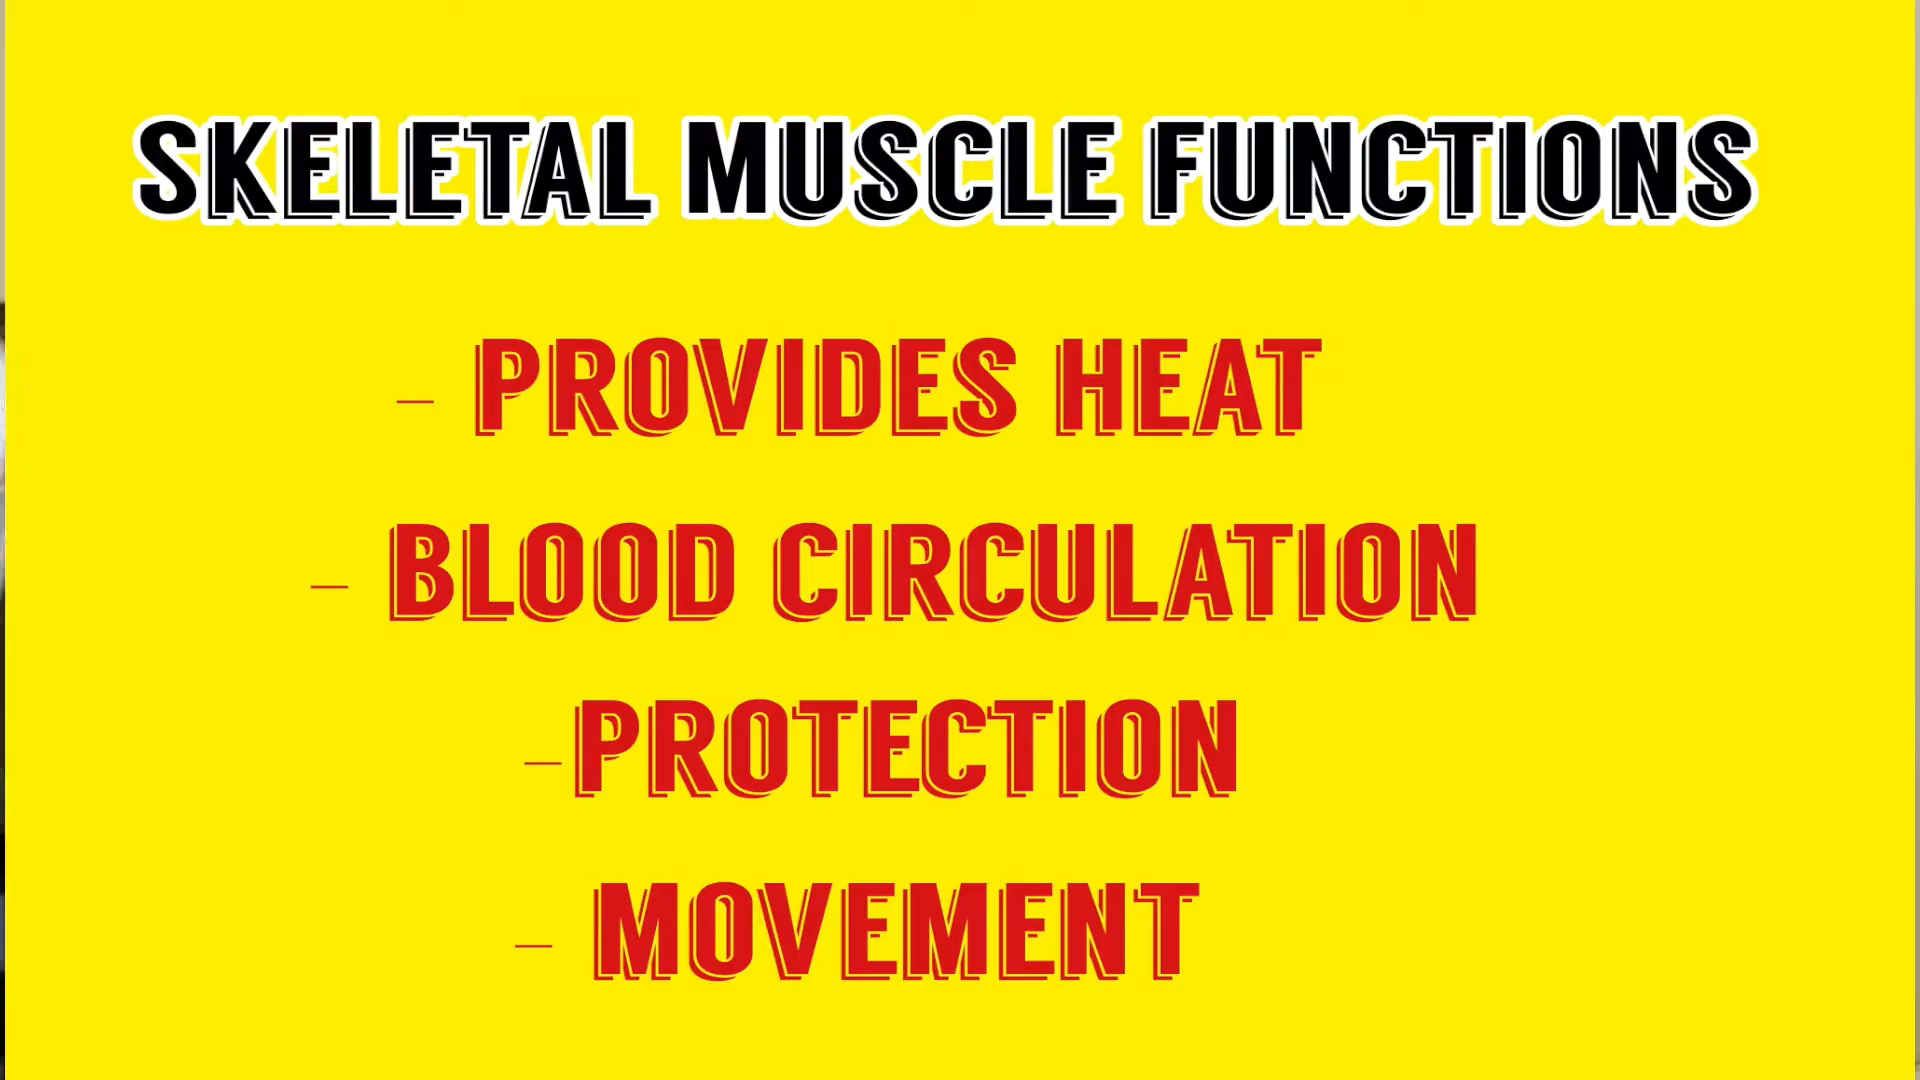 SKELETAL MUSCLE FUNCTIONS
- PROVIDES HEAT
- BLOOD CIRCULATION
-PROTECTION
- MOVEMENT